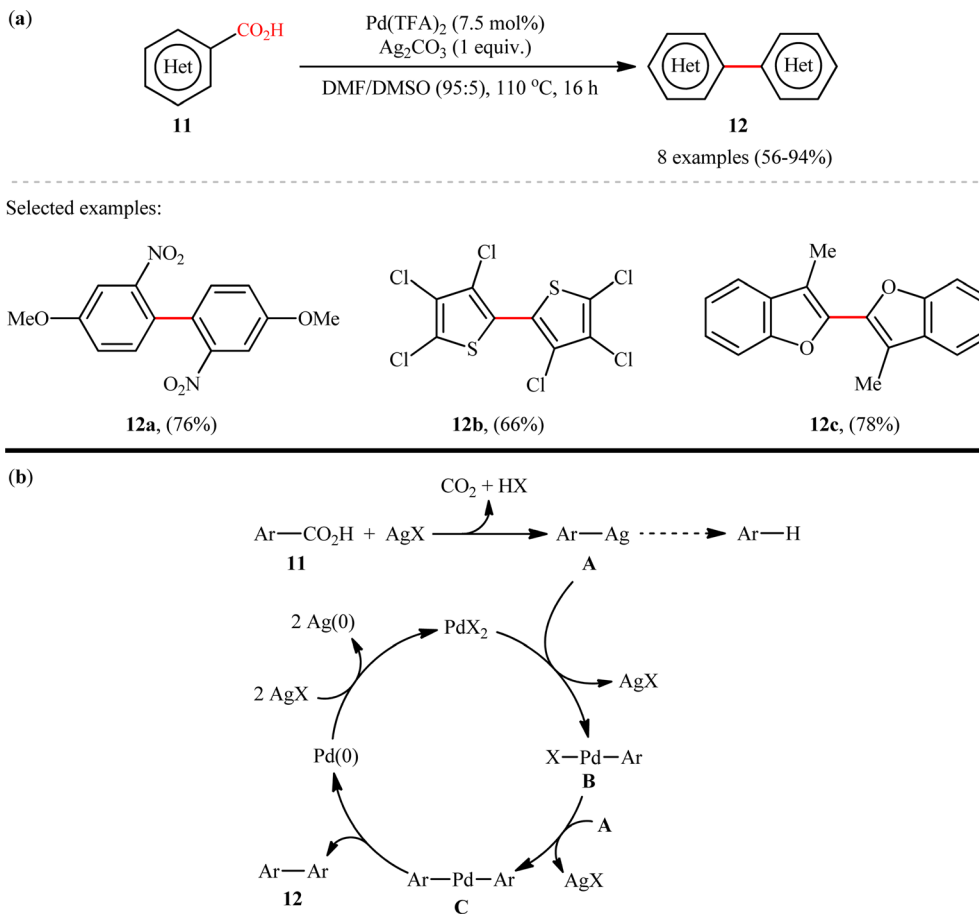 (a)
CO2H
Het
11
Pd(TFA)2 (7.5 mol%)
Ag2CO3 (1 equiv.)
DMF/DMSO (95:5), 110 °C, 16 h
Het Het
12
8 examples (56-94%)
Selected examples:
NO2
MeO
OMe
O2N
12a, (76%)
Cl
Cl
S
Cl
Cl
S
Cl
Cl
12b, (66%)
Me
O
O
Me
12c, (78%)
(b)
CO2 + HX
Ar—CO2H + AgX
11
Ar—Ag
A
Ar—H
2 Ag(0)
PdX2
2 AgX
AgX
Pd(0)
X—Pd—Ar
B
A
Ar—Ar
12
Ar—Pd—Ar
C
AgX